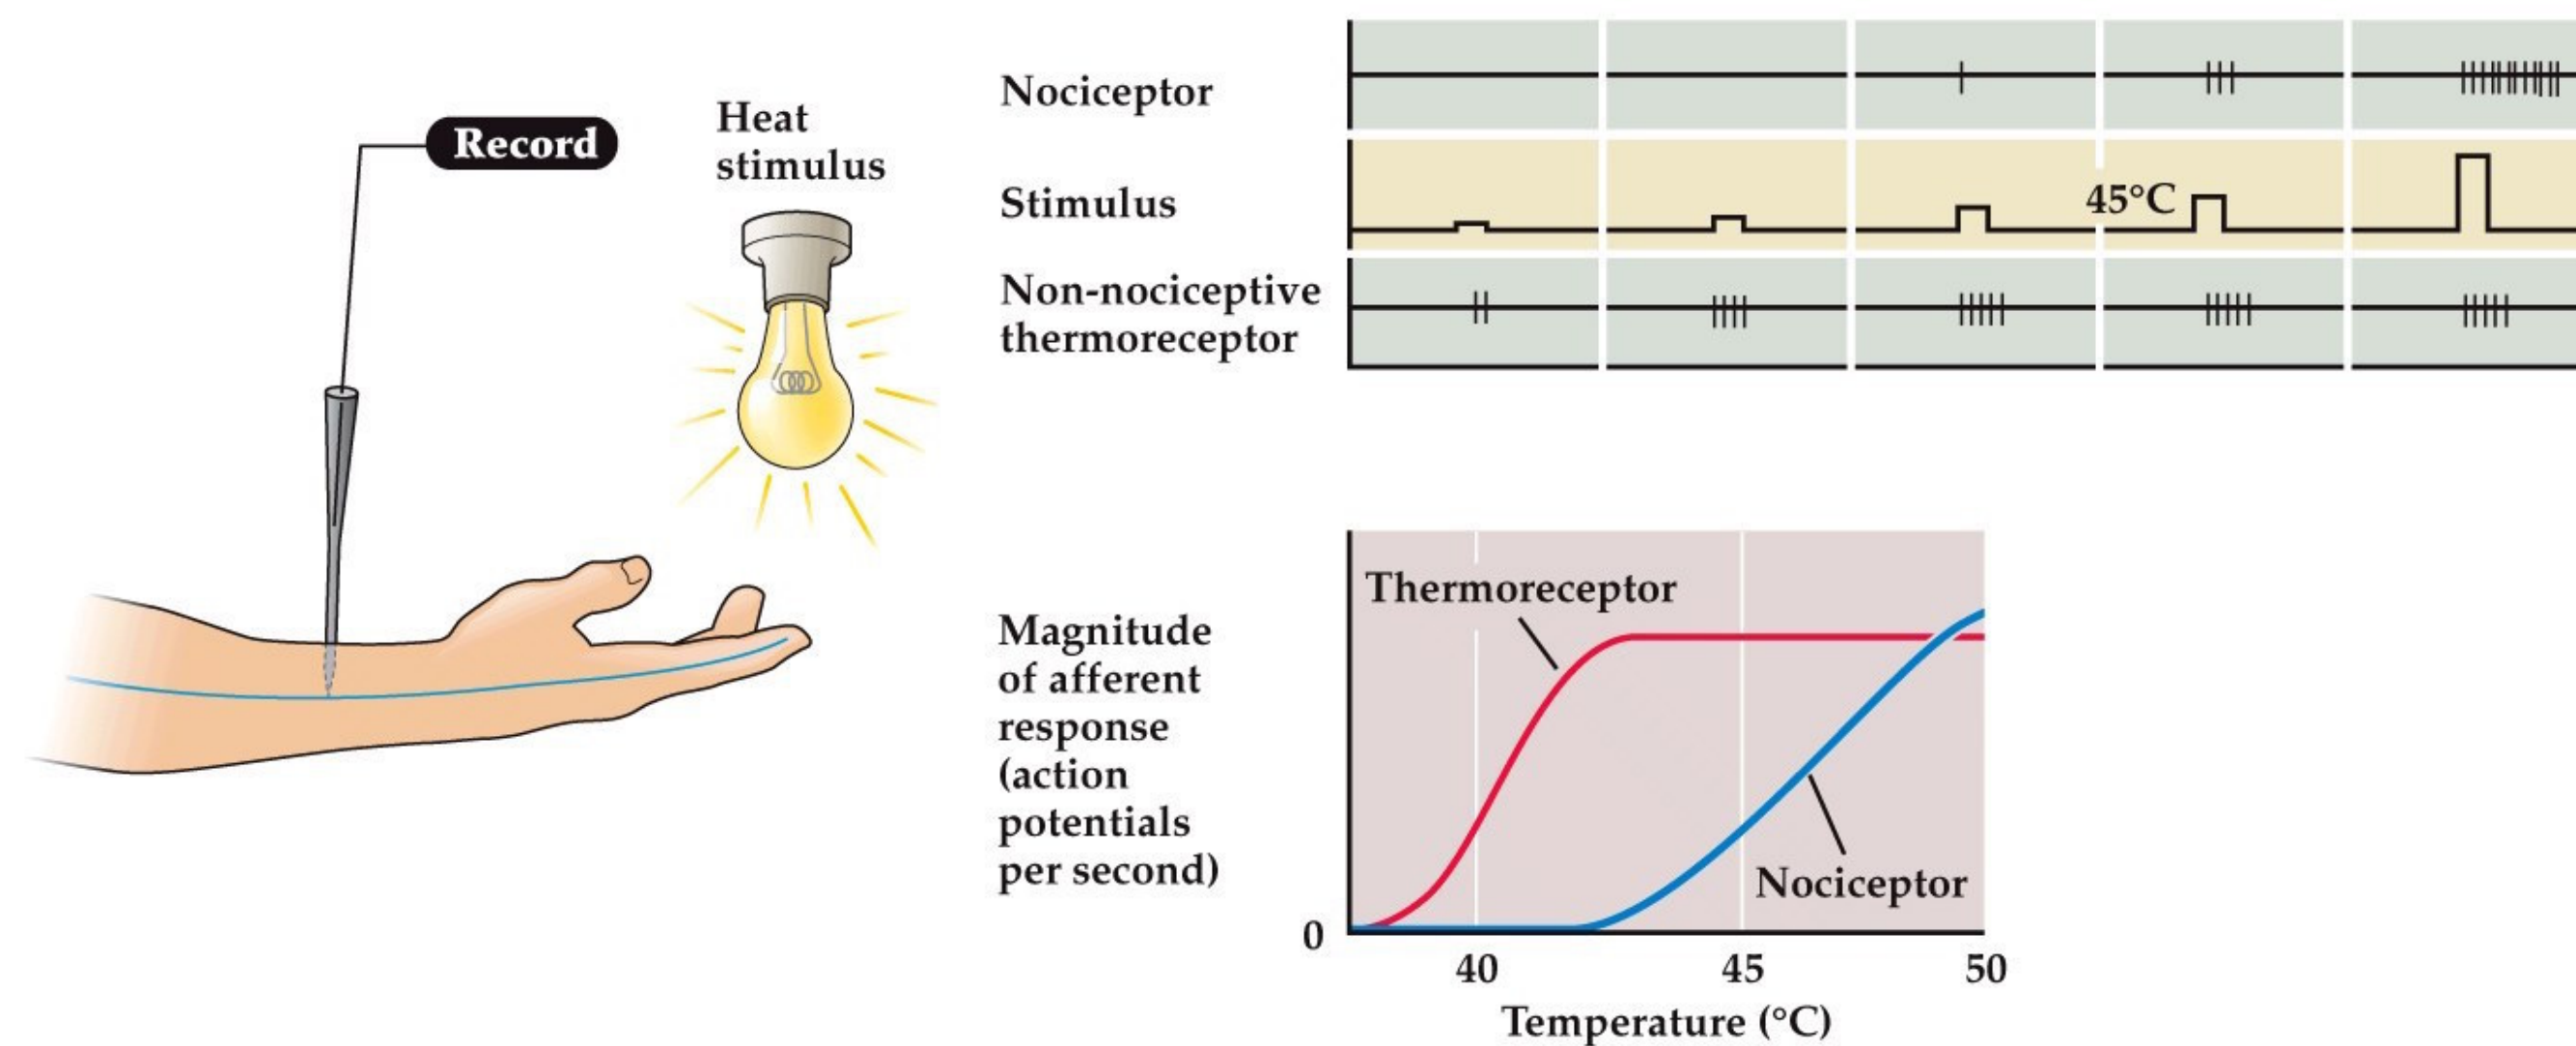 Record
Heat
stimulus
Nociceptor
Stimulus
45°C
Non-nociceptive
thermoreceptor
Magnitude
of afferent
response
(action
potentials
per second)
Thermoreceptor
Nociceptor
0
40 45 50
Temperature (°C)